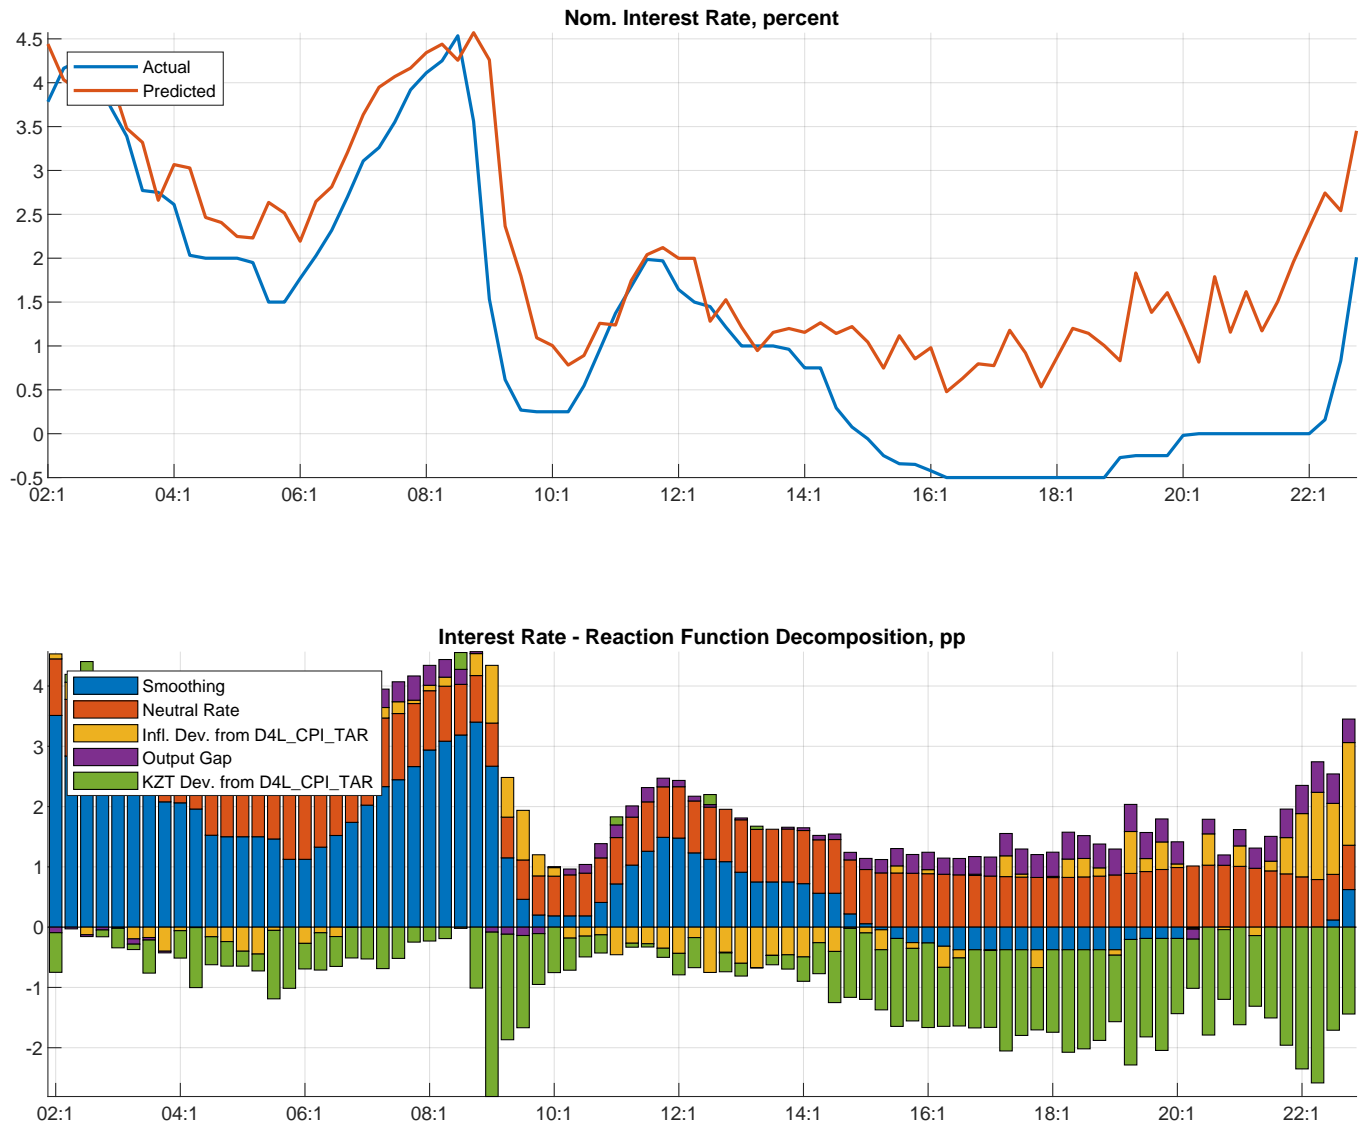 Nom. Interest Rate, percent
4.5
4
3.5
3
2.5
2
1.5
1
0.5
0
-0.5
Actual
Predicted
02:1 04:1 06:1 08:1 10:1 12:1 14:1 16:1 18:1 20:1 22:1
Interest Rate - Reaction Function Decomposition, pp
4
3
2
1
0
-1
-2
Smoothing
Neutral Rate
Infl. Dev. from D4L_CPI_TAR
Output Gap
KZT Dev. from D4L_CPI_TAR
02:1 04:1 06:1 08:1 10:1 12:1 14:1 16:1 18:1 20:1 22:1